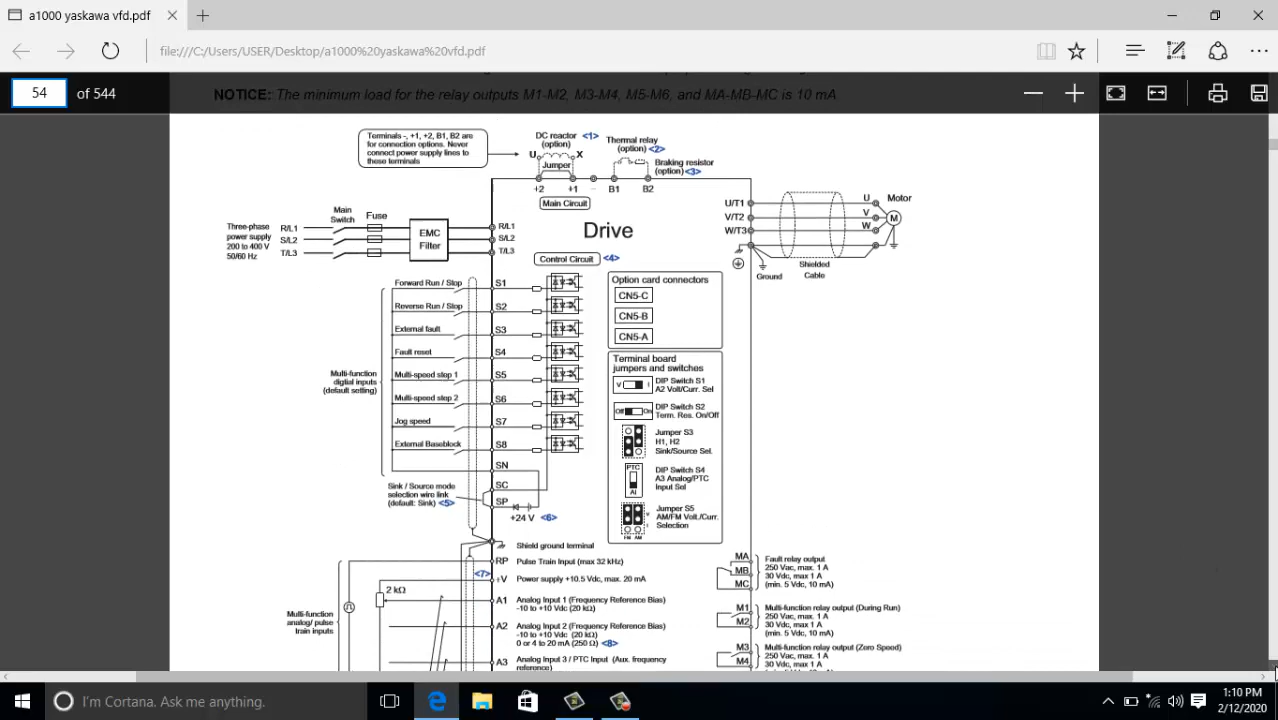 a1000 yaskawa vfd.pdf
file:///C:/Users/USER/Desktop/a1000%20yaskawa%20vfd.pdf
54 of 544
NOTICE: The minimum load for the relay outputs M1-M2, M3-M4, M5-M6, and MA-MB-MC is 10 mA
Terminals -, +1, +2, B1, B2 are
for connection options. Never
connect power supply lines to
these terminals
DC reactor <1>
(option)
U X
Jumper
Thermal relay
(option) <2>
Braking resistor
(option) <3>
+2 +1 – B1 B2
Main Circuit
Three-phase
power supply
200 to 400 V
50/60 Hz
R/L1
S/L2
T/L3
Main
Switch
Fuse
EMC
Filter
R/L1
S/L2
T/L3
Drive
U/T1
V/T2
W/T3
U
V
W
Motor
M
Ground
Shielded
Cable
Control Circuit <4>
Multi-function
digtial inputs
(default setting)
Forward Run / Stop S1
Reverse Run / Stop S2
External fault S3
Fault reset S4
Multi-speed step 1 S5
Multi-speed step 2 S6
Jog speed S7
External Baseblock S8
SN
SC
SP
Sink / Source mode
selection wire link
(default: Sink) <5>
+24 V <6>
Option card connectors
CN5-C
CN5-B
CN5-A
Terminal board
jumpers and switches
V I
DIP Switch S1
A2 Volt/Curr. Sel
Off On
DIP Switch S2
Term. Res. On/Off
Jumper S3
H1, H2
Sink/Source Sel.
PTC
AI
DIP Switch S4
A3 Analog/PTC
Input Sel
V
I
FM AM
Jumper S5
AM/FM Volt./Curr.
Selection
Shield ground terminal
RP Pulse Train Input (max 32 kHz)
<7>
+V Power supply +10.5 Vdc, max. 20 mA
2 kΩ
Multi-function
analog/ pulse
train inputs
A1 Analog Input 1 (Frequency Reference Bias)
-10 to +10 Vdc (20 kΩ)
A2 Analog Input 2 (Frequency Reference Bias)
-10 to +10 Vdc (20 kΩ)
0 or 4 to 20 mA (250 Ω) <8>
A3 Analog Input 3 / PTC Input (Aux. frequency
reference)
MA
MB
MC
Fault relay output
250 Vac, max. 1 A
30 Vdc, max 1 A
(min. 5 Vdc, 10 mA)
M1
M2
Multi-function relay output (During Run)
250 Vac, max. 1 A
30 Vdc, max 1 A
(min. 5 Vdc, 10 mA)
M3
M4
Multi-function relay output (Zero Speed)
250 Vac, max. 1 A
30 Vdc, max 1 A
I'm Cortana. Ask me anything.
1:10 PM
2/12/2020